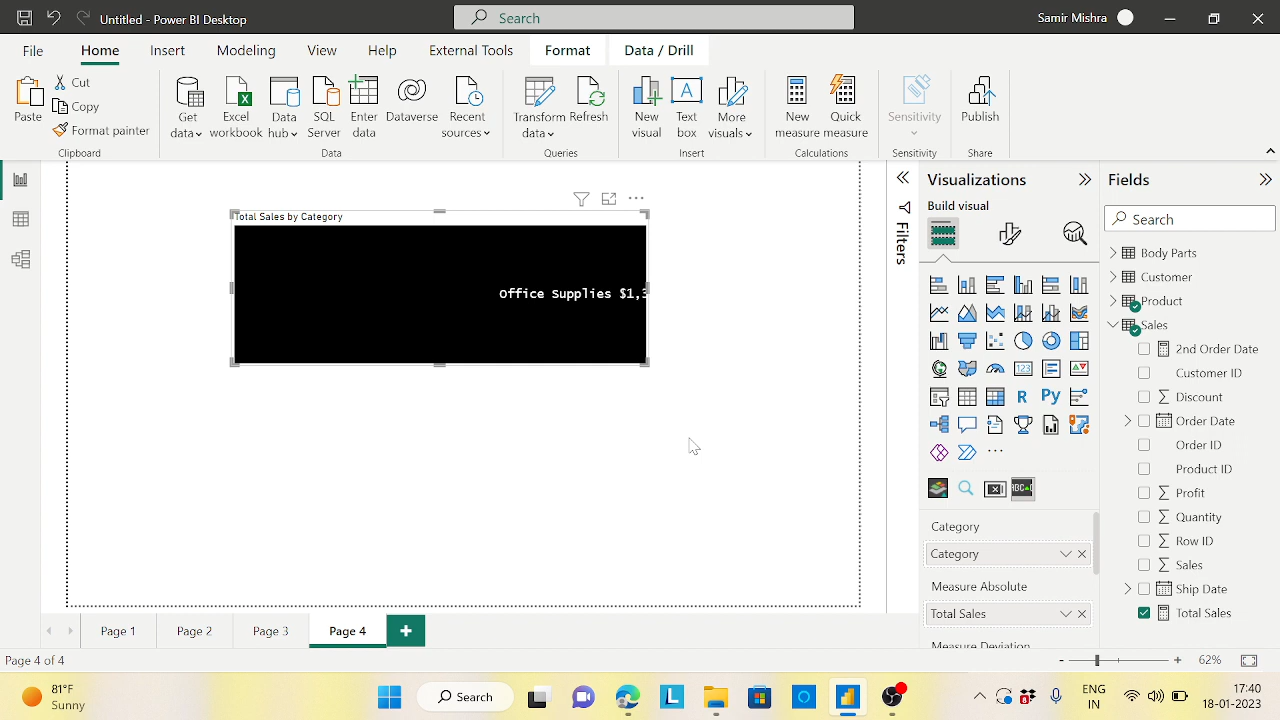 Untitled - Power BI Desktop
Search
Samir Mishra
File
Home
Insert
Modeling
View
Help
External Tools
Format
Data / Drill
Paste
Cut
Copy
Format painter
Clipboard
Get data
Excel workbook
Data hub
SQL Server
Enter data
Dataverse
Recent sources
Data
Transform data
Refresh
Queries
New visual
Text box
More visuals
Insert
New measure
Quick measure
Calculations
Sensitivity
Sensitivity
Publish
Share
Total Sales by Category
Office Supplies $1,3
Filters
Visualizations
Build visual
123
R
Py
ABC
Category
Category
Measure Absolute
Total Sales
Measure Deviation
Fields
Search
Body Parts
Customer
Product
Sales
2nd Order Date
Customer ID
Discount
Order Date
Order ID
Product ID
Profit
Quantity
Row ID
Sales
Ship Date
Total Sales
Page 1
Page 2
Page 3
Page 4
Page 4 of 4
62%
81°F
Sunny
Search
ENG
IN
17:40
18-01-2023